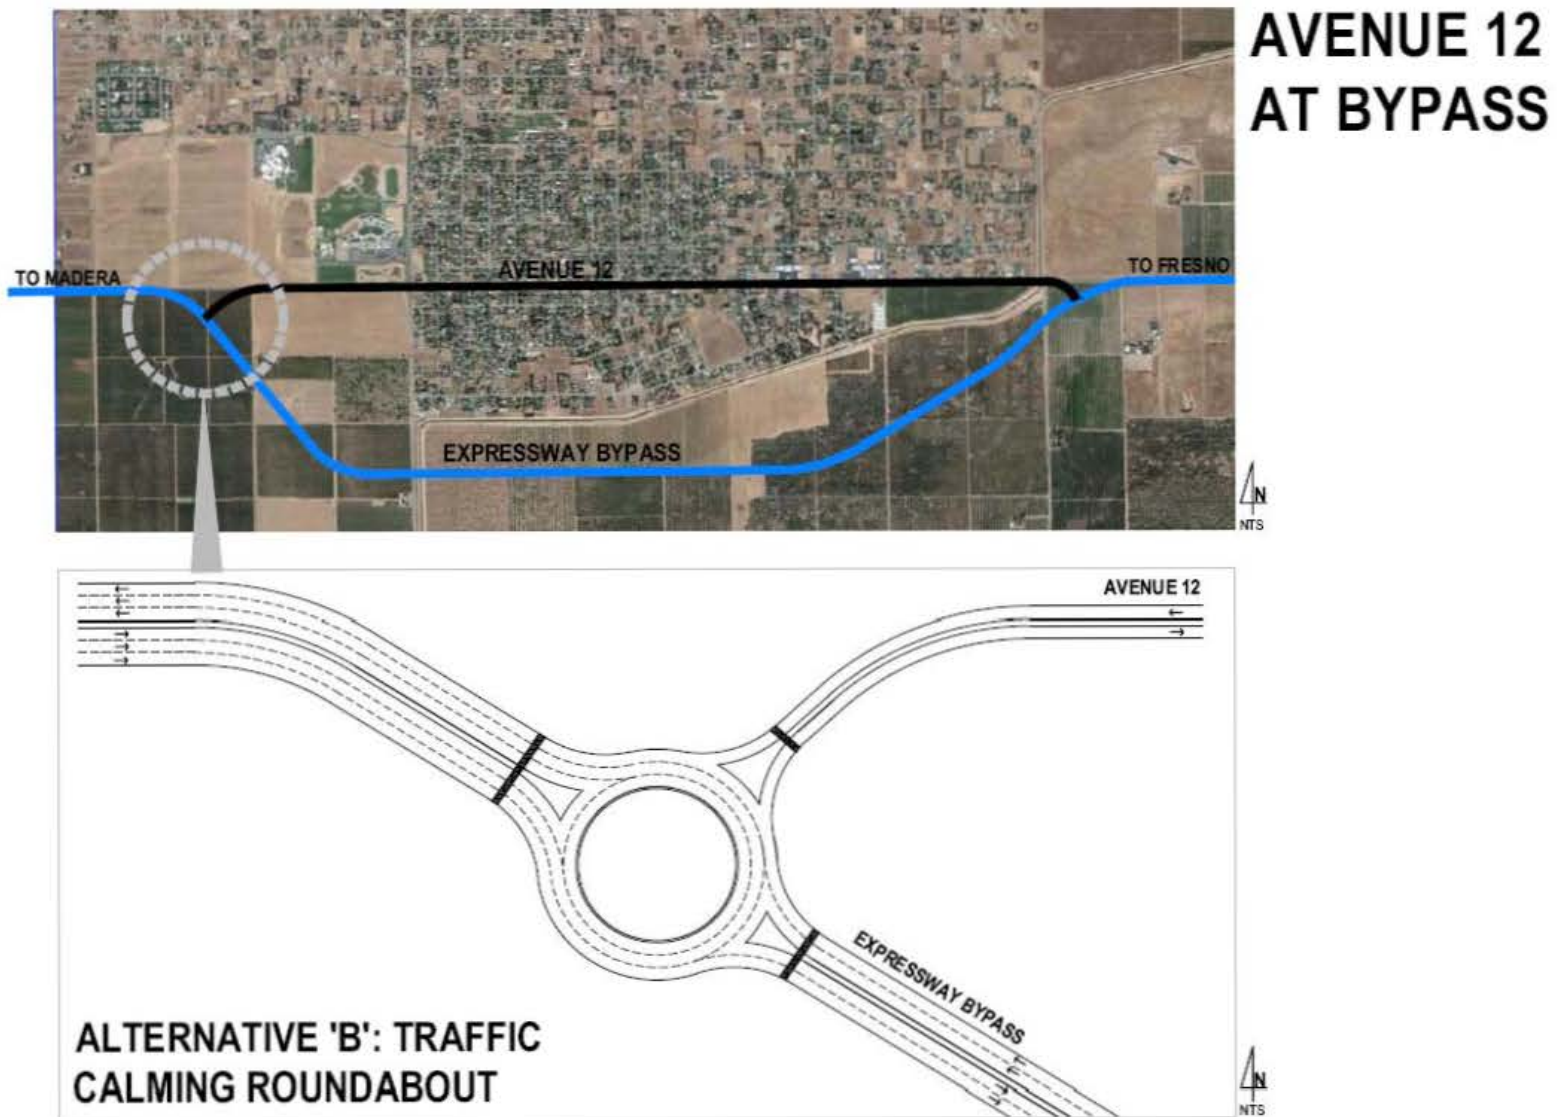 AVENUE 12
AT BYPASS
TO MADERA
AVENUE 12
TO FRESNO
EXPRESSWAY BYPASS
N
NTS
AVENUE 12
EXPRESSWAY BYPASS
ALTERNATIVE 'B': TRAFFIC
CALMING ROUNDABOUT
N
NTS